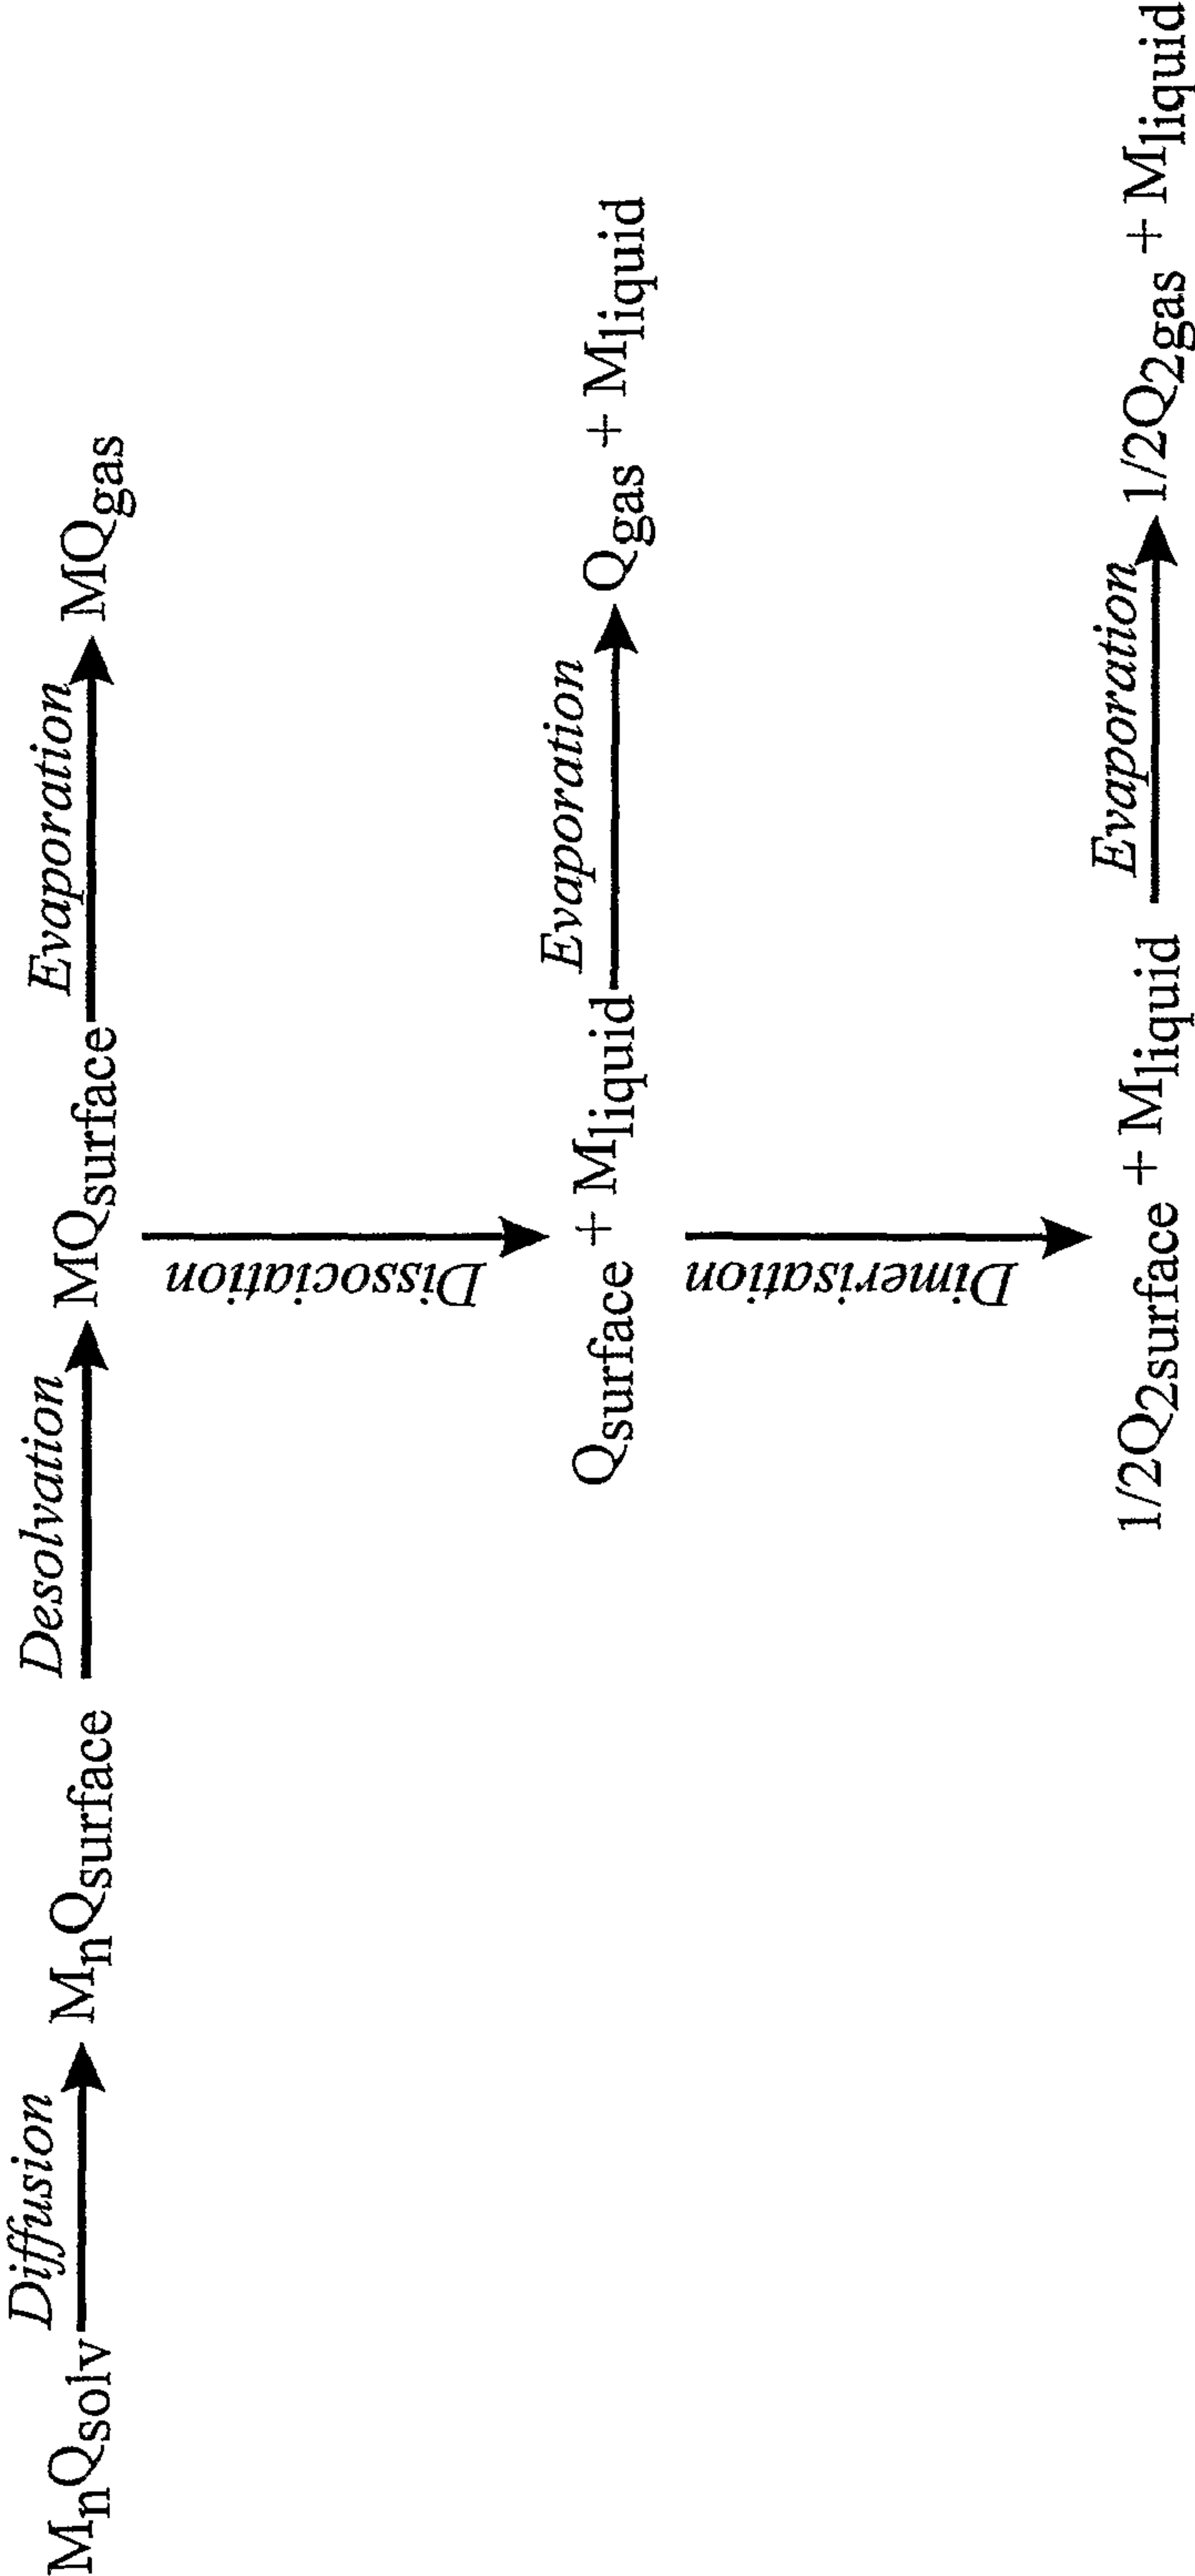 Diffusion Desolvation Evaporation
MnQsolv MnQsurface MQsurface MQgas
Dissociation
Evaporation
Qsurface + Mliquid Qgas + Mliquid
Dimerisation
Evaporation
1/2Q2surface + Mliquid 1/2Q2gas + Mliquid